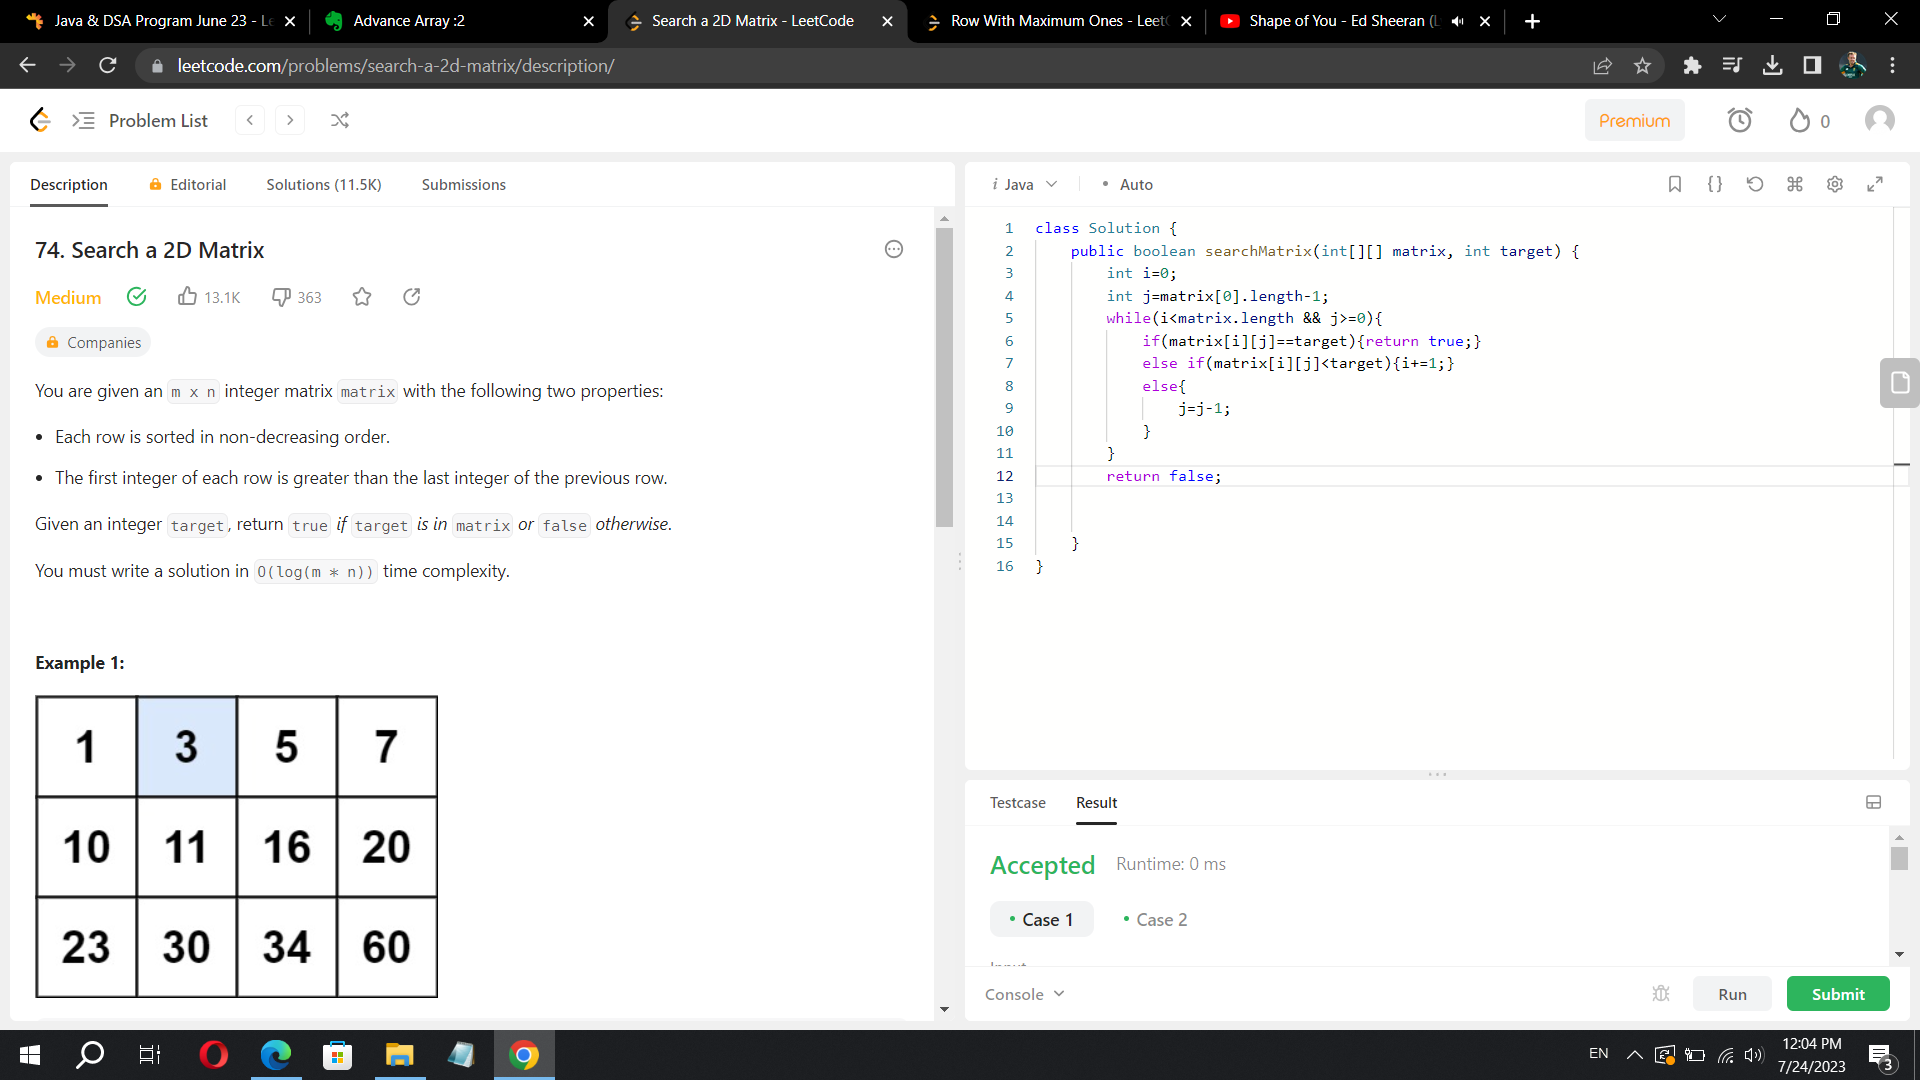 Java & DSA Program June 23 - Le
Advance Array :2
Search a 2D Matrix - LeetCode
Row With Maximum Ones - LeetC
Shape of You - Ed Sheeran (L
leetcode.com/problems/search-a-2d-matrix/description/
Problem List
Premium
0
Description
Editorial
Solutions (11.5K)
Submissions
74. Search a 2D Matrix
Medium
13.1K
363
Companies
You are given an m x n integer matrix matrix with the following two properties:
• Each row is sorted in non-decreasing order.
• The first integer of each row is greater than the last integer of the previous row.
Given an integer target, return true if target is in matrix or false otherwise.
You must write a solution in O(log(m * n)) time complexity.
Example 1:
1 3 5 7
10 11 16 20
23 30 34 60
i Java
• Auto
1 class Solution {
2 public boolean searchMatrix(int[][] matrix, int target) {
3 int i=0;
4 int j=matrix[0].length-1;
5 while(i<matrix.length && j>=0){
6 if(matrix[i][j]==target){return true;}
7 else if(matrix[i][j]<target){i+=1;}
8 else{
9 j=j-1;
10 }
11 }
12 return false;
13
14
15 }
16 }
Testcase
Result
Accepted
Runtime: 0 ms
• Case 1
• Case 2
Console
Run
Submit
EN
12:04 PM
7/24/2023
3